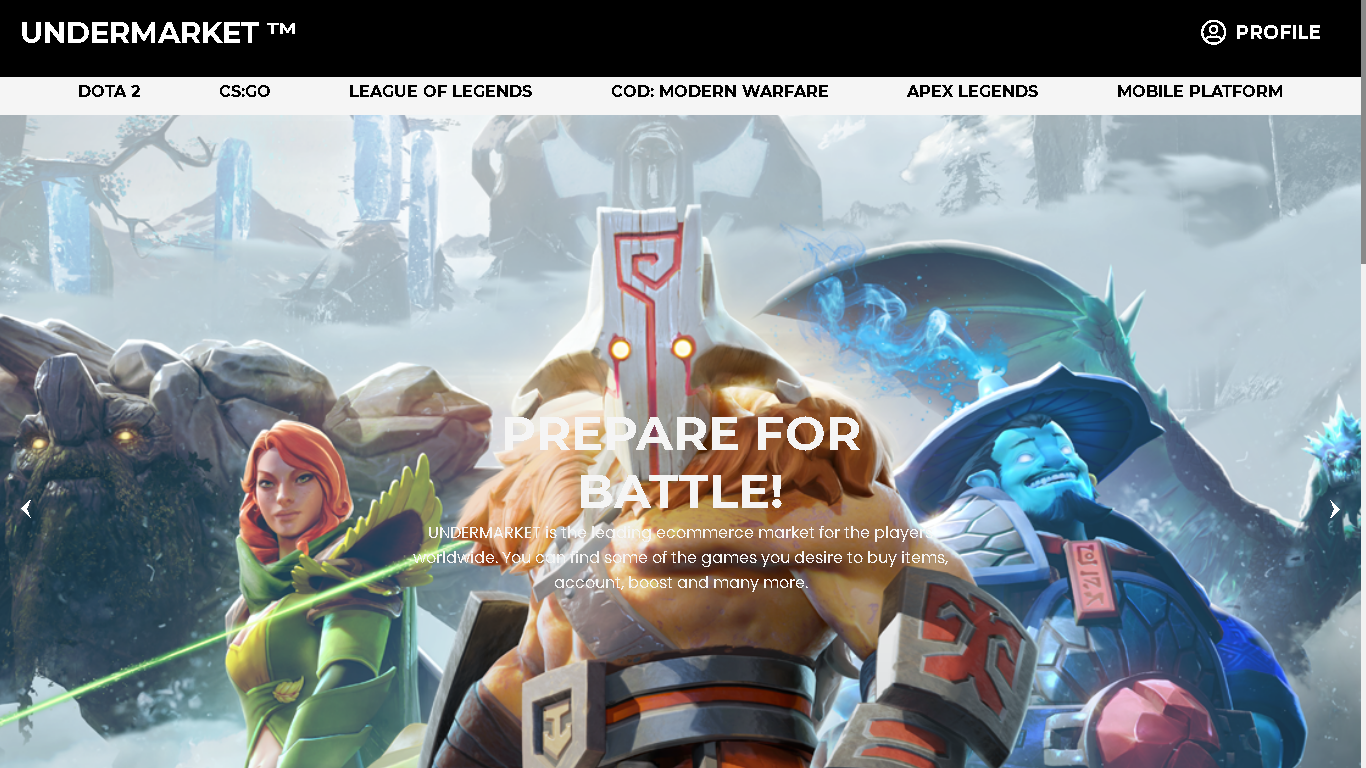 UNDERMARKET ™
PROFILE
DOTA 2
CS:GO
LEAGUE OF LEGENDS
COD: MODERN WARFARE
APEX LEGENDS
MOBILE PLATFORM
PREPARE FOR
BATTLE!
UNDERMARKET is the leading ecommerce market for the players
worldwide. You can find some of the games you desire to buy items,
account, boost and many more.